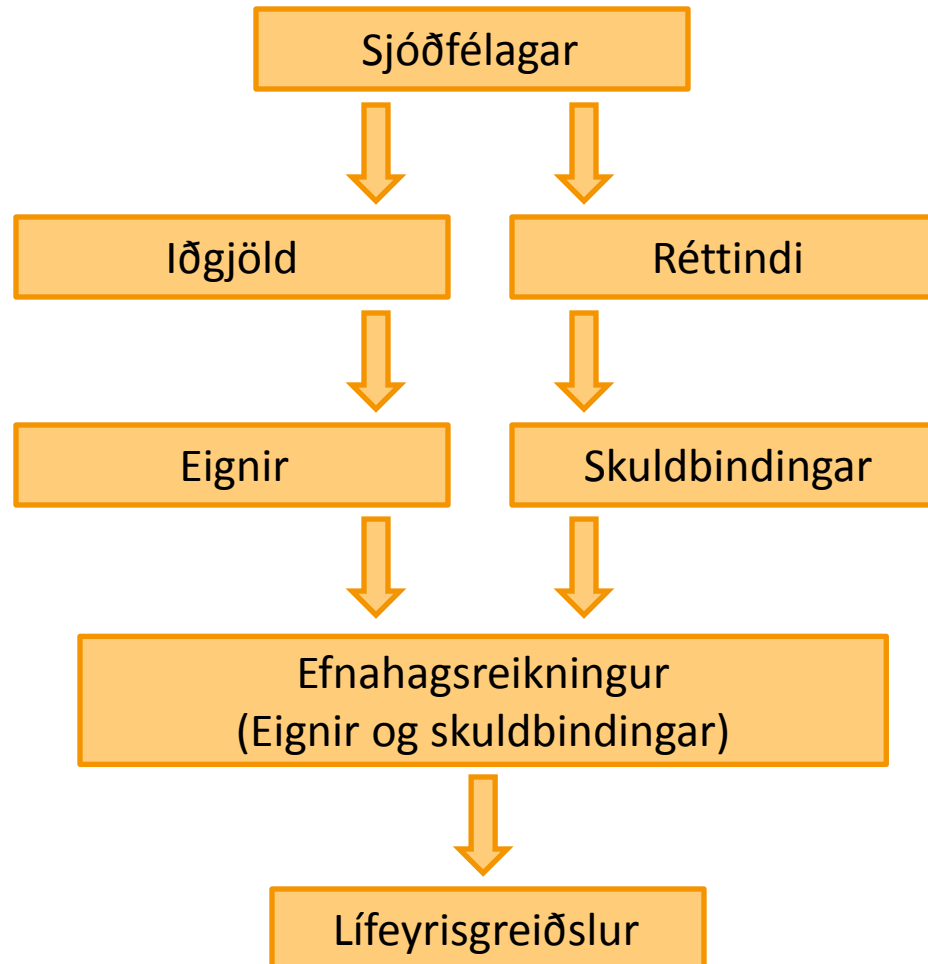 Sjóðfélagar
Iðgjöld
Réttindi
Eignir
Skuldbindingar
Efnahagsreikningur
(Eignir og skuldbindingar)
Lífeyrisgreiðslur